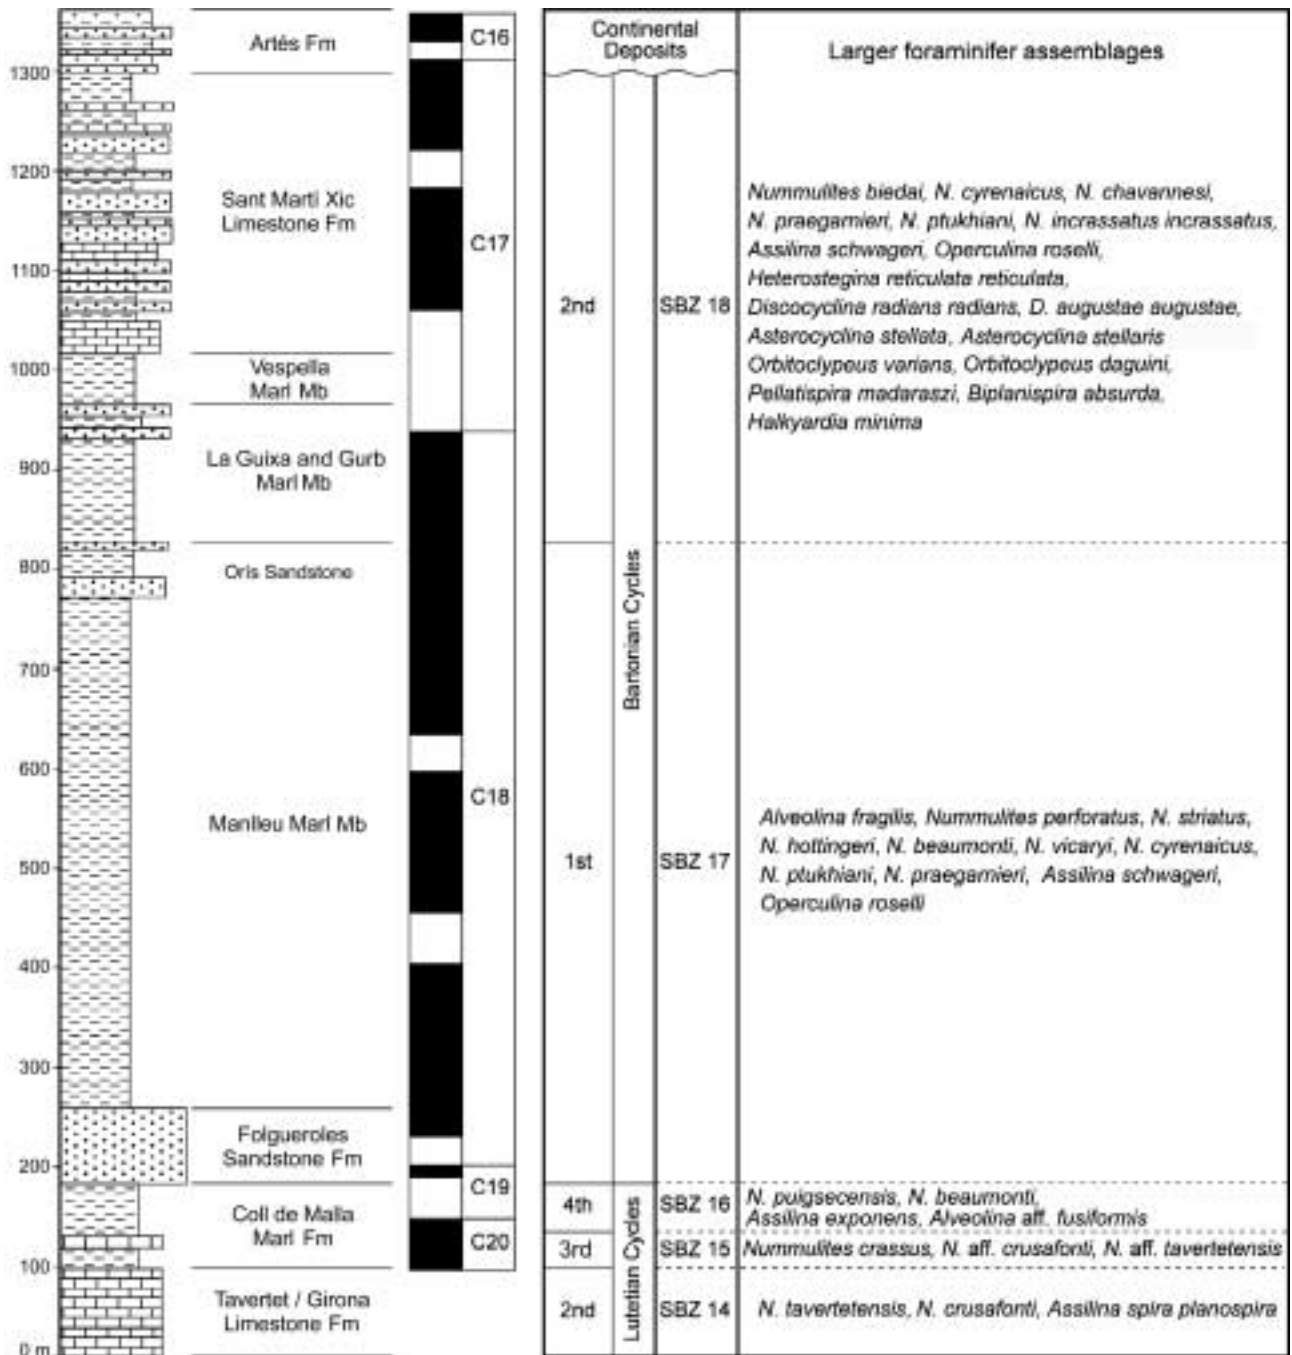 Continental
Deposits
Larger foraminifer assemblages
Artés Fm
C16
1300
1200
Sant Martí Xic
Limestone Fm
C17
1100
1000
Vespella
Marl Mb
900
La Guixa and Gurb
Marl Mb
800
Orís Sandstone
700
600
Manlleu Marl Mb
C18
500
400
300
Folgueroles
Sandstone Fm
200
C19
Coll de Malla
Marl Fm
C20
100
Tavertet / Girona
Limestone Fm
0 m
Bartonian Cycles
2nd
SBZ 18
Nummulites biedai, N. cyrenaicus, N. chavannesi,
N. praegarnieri, N. ptukhiani, N. incrassatus incrassatus,
Assilina schwageri, Operculina roselli,
Heterostegina reticulata reticulata,
Discocyclina radians radians, D. augustae augustae,
Asterocyclina stellata, Asterocyclina stellaris
Orbitoclypeus varians, Orbitoclypeus daguini,
Pellatispira madaraszi, Biplanispira absurda,
Halkyardia minima
1st
SBZ 17
Alveolina fragilis, Nummulites perforatus, N. striatus,
N. hottingeri, N. beaumonti, N. vicaryi, N. cyrenaicus,
N. ptukhiani, N. praegarnieri, Assilina schwageri,
Operculina roselli
Lutetian Cycles
4th
SBZ 16
N. puigsecensis, N. beaumonti,
Assilina exponens, Alveolina aff. fusiformis
3rd
SBZ 15
Nummulites crassus, N. aff. crusafonti, N. aff. tavertetensis
2nd
SBZ 14
N. tavertetensis, N. crusafonti, Assilina spira planospira